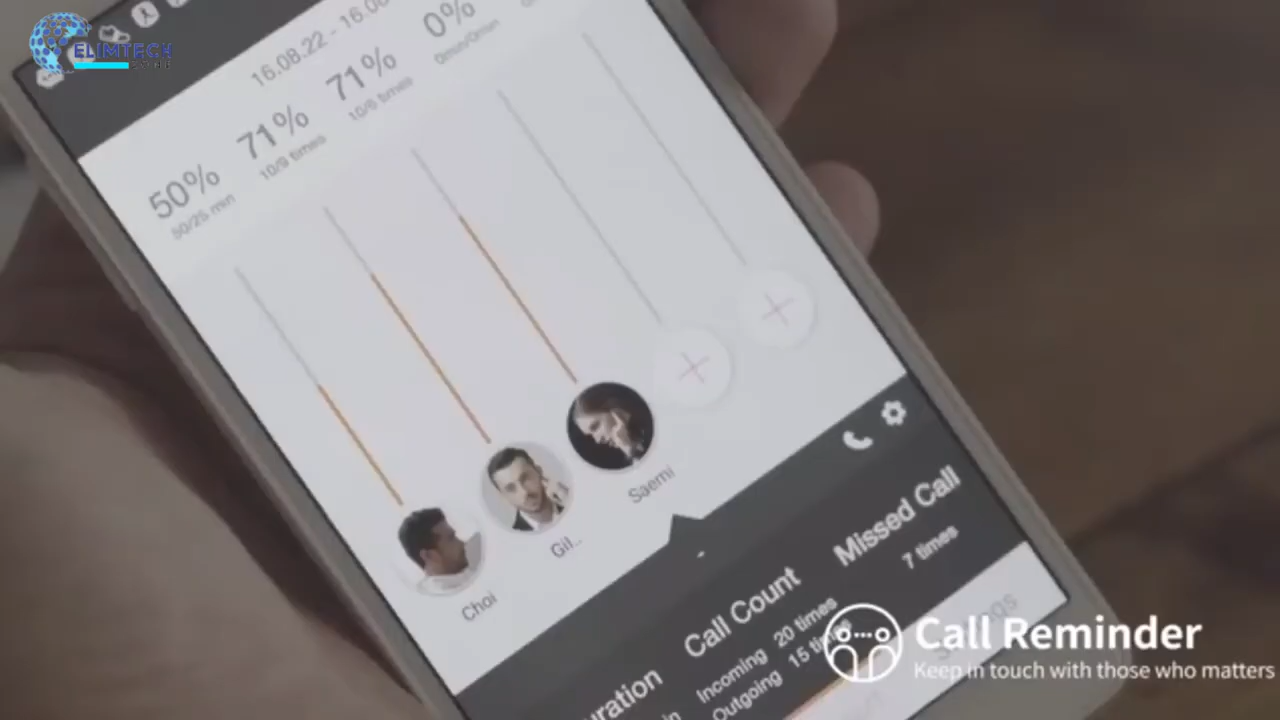 ELIMTECH
16.08.22 - 16.0
50%
50/25 min
71%
10/9 times
71%
10/6 times
0%
0min/0min
Choi
Gil..
Saemi
uration
Call Count
Incoming 20 times
Outgoing 15 times
Missed Call
7 times
Call Reminder
Keep in touch with those who matters